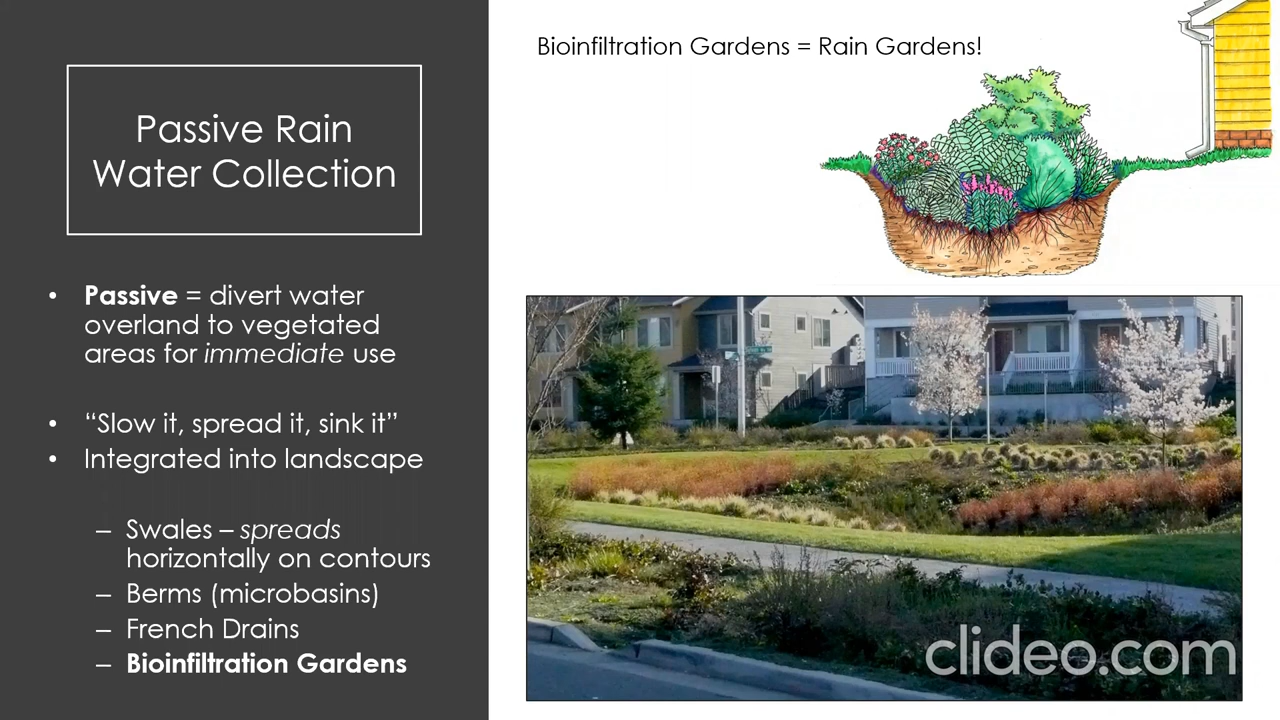 Passive Rain
Water Collection
• Passive = divert water
overland to vegetated
areas for immediate use
• “Slow it, spread it, sink it”
• Integrated into landscape
– Swales – spreads
horizontally on contours
– Berms (microbasins)
– French Drains
– Bioinfiltration Gardens
Bioinfiltration Gardens = Rain Gardens!
clideo.com